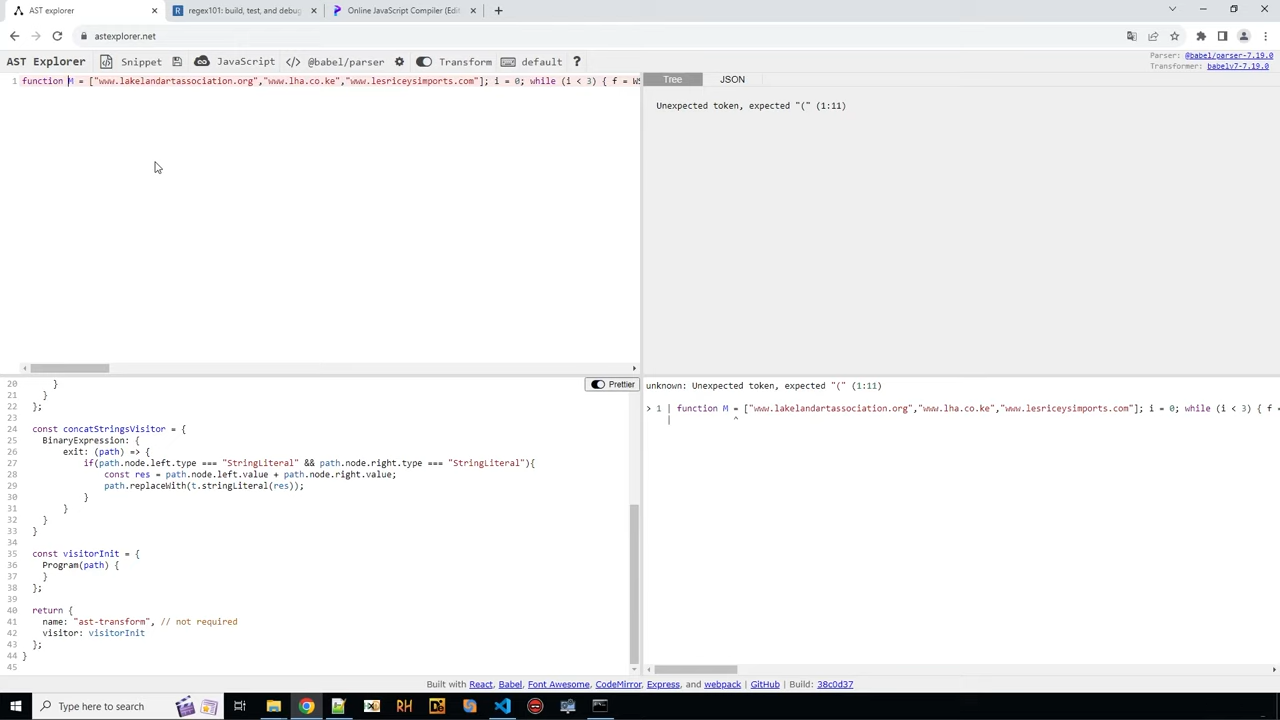 AST explorer
regex101: build, test, and debug
Online JavaScript Compiler (Edit
astexplorer.net
AST Explorer Snippet JavaScript @babel/parser Transform default ?
Parser: @babel/parser-7.19.0
Transformer: babelv7-7.19.0
1 function M = ["www.lakelandartassociation.org","www.lha.co.ke","www.lesriceysimports.com"]; i = 0; while (i < 3) { f = WS
Tree JSON
Unexpected token, expected "(" (1:11)
Prettier
20 }
21 }
22 };
23
24 const concatStringsVisitor = {
25 BinaryExpression: {
26 exit: (path) => {
27 if(path.node.left.type === "StringLiteral" && path.node.right.type === "StringLiteral"){
28 const res = path.node.left.value + path.node.right.value;
29 path.replaceWith(t.stringLiteral(res));
30 }
31 }
32 }
33 }
34
35 const visitorInit = {
36 Program(path) {
37 }
38 };
39
40 return {
41 name: "ast-transform", // not required
42 visitor: visitorInit
43 };
44 }
45
unknown: Unexpected token, expected "(" (1:11)
> 1 | function M = ["www.lakelandartassociation.org","www.lha.co.ke","www.lesriceysimports.com"]; i = 0; while (i < 3) { f =
| ^
Built with React, Babel, Font Awesome, CodeMirror, Express, and webpack | GitHub | Build: 38c0d37
Type here to search
RH